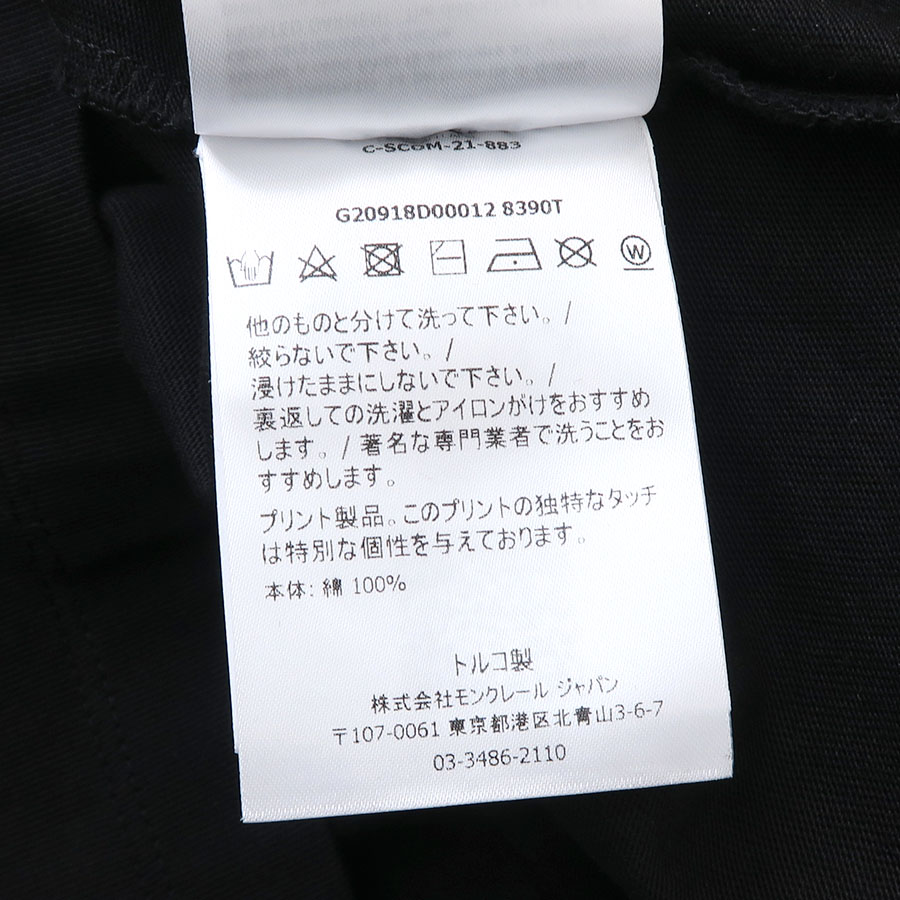 C-SCOM-21-883
G20918D00012 8390T
W
他のものと分けて洗って下さい。/
絞らないで下さい。/
浸けたままにしないで下さい。/
裏返しての洗濯とアイロンがけをおすすめ
します。/ 著名な専門業者で洗うことをお
すすめします。
プリント製品。このプリントの独特なタッチ
は特別な個性を与えております。
本体: 綿 100%
トルコ製
株式会社モンクレール ジャパン
〒107-0061 東京都港区北青山3-6-7
03-3486-2110